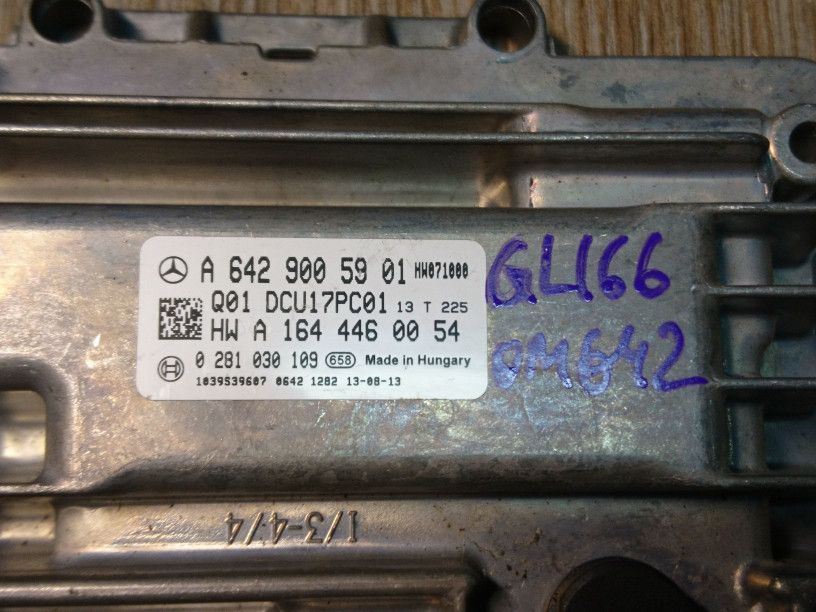 A 642 900 59 01 HW071000
Q01 DCU17PC01 13 T 225
HW A 164 446 00 54
0 281 030 109 658 Made in Hungary
1039S39607 0642 1282 13-08-13
GL166
OM642
1/3-4/4